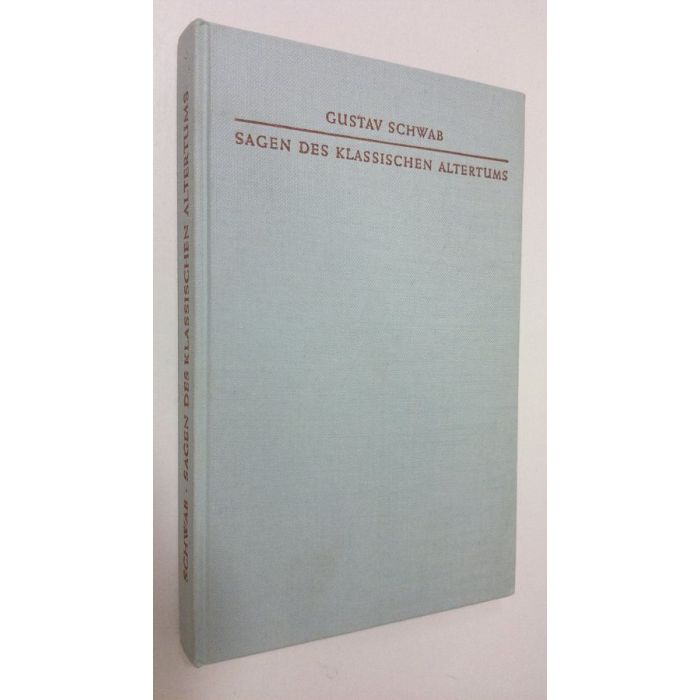 GUSTAV SCHWAB
SAGEN DES KLASSISCHEN ALTERTUMS
SCHWAB · SAGEN DES KLASSISCHEN ALTERTUMS